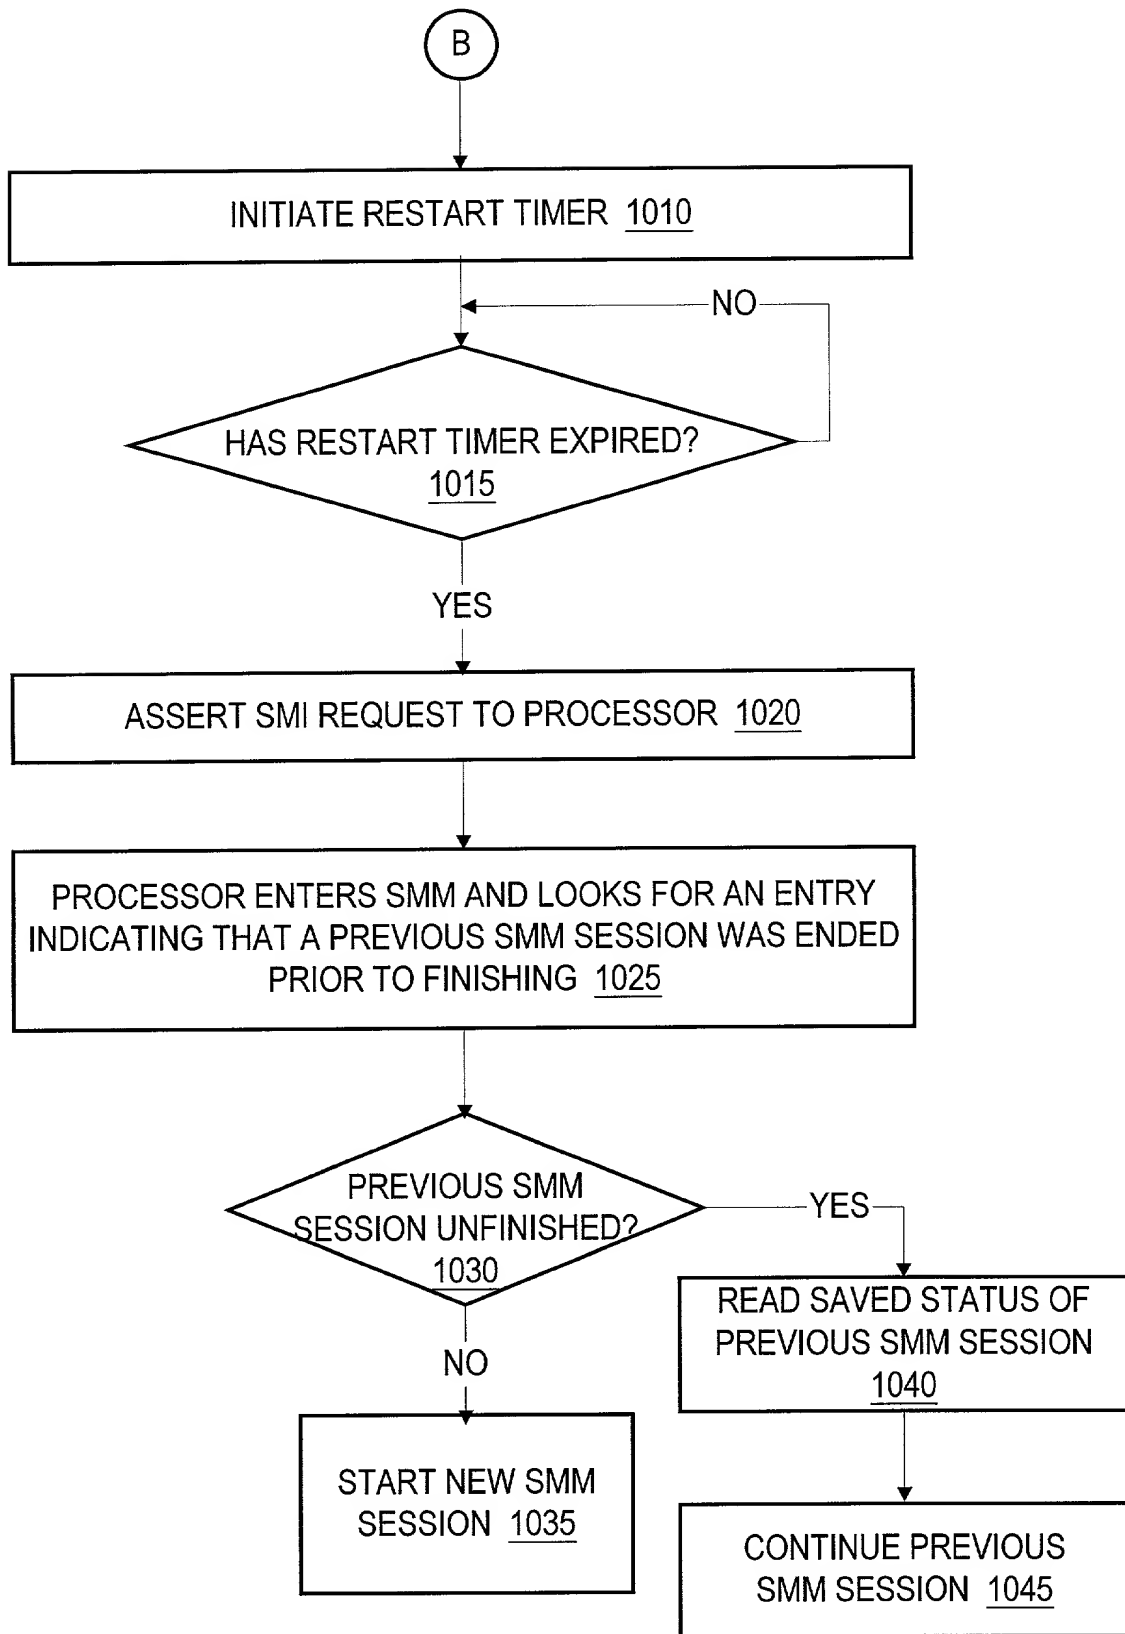 B
INITIATE RESTART TIMER 1010
NO
HAS RESTART TIMER EXPIRED?
1015
YES
ASSERT SMI REQUEST TO PROCESSOR 1020
PROCESSOR ENTERS SMM AND LOOKS FOR AN ENTRY
INDICATING THAT A PREVIOUS SMM SESSION WAS ENDED
PRIOR TO FINISHING 1025
PREVIOUS SMM
SESSION UNFINISHED?
1030
YES
NO
READ SAVED STATUS OF
PREVIOUS SMM SESSION
1040
START NEW SMM
SESSION 1035
CONTINUE PREVIOUS
SMM SESSION 1045